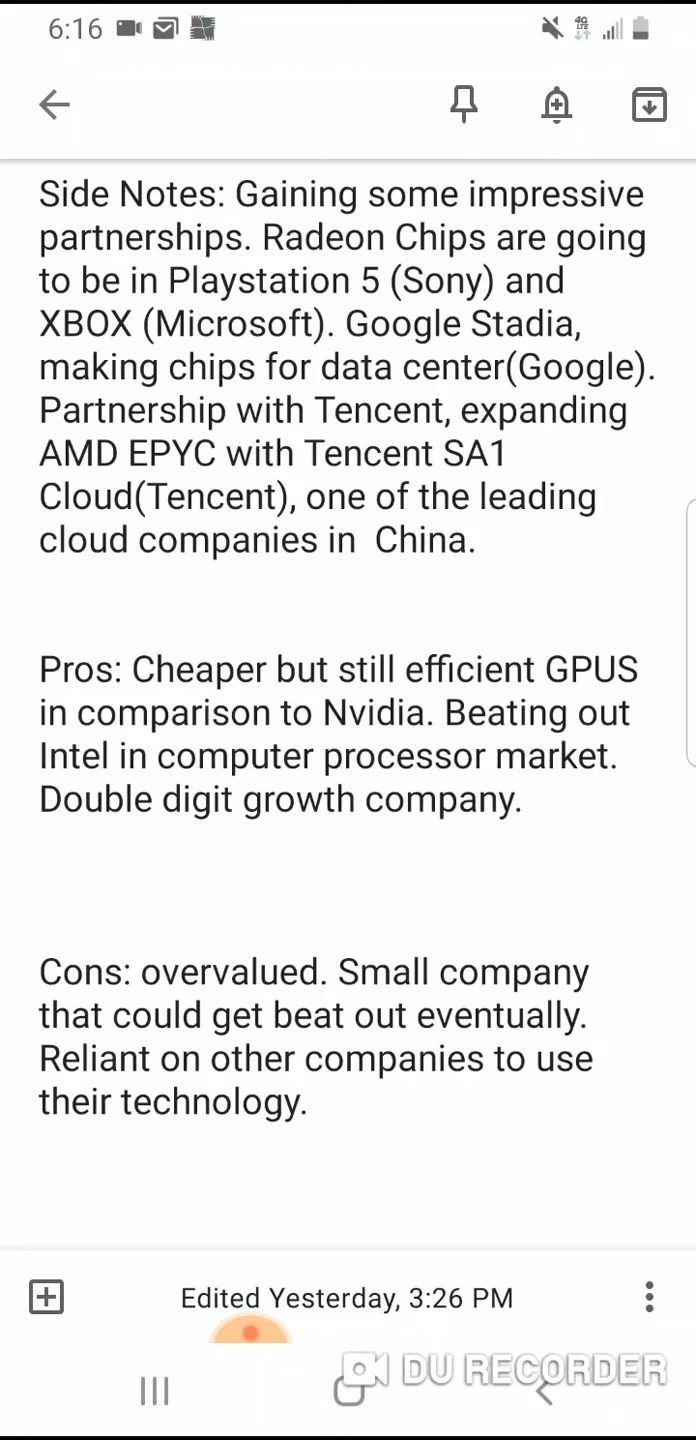 6:16
4G
LTE
Side Notes: Gaining some impressive
partnerships. Radeon Chips are going
to be in Playstation 5 (Sony) and
XBOX (Microsoft). Google Stadia,
making chips for data center(Google).
Partnership with Tencent, expanding
AMD EPYC with Tencent SA1
Cloud(Tencent), one of the leading
cloud companies in  China.
Pros: Cheaper but still efficient GPUS
in comparison to Nvidia. Beating out
Intel in computer processor market.
Double digit growth company.
Cons: overvalued. Small company
that could get beat out eventually.
Reliant on other companies to use
their technology.
Edited Yesterday, 3:26 PM
DU RECORDER